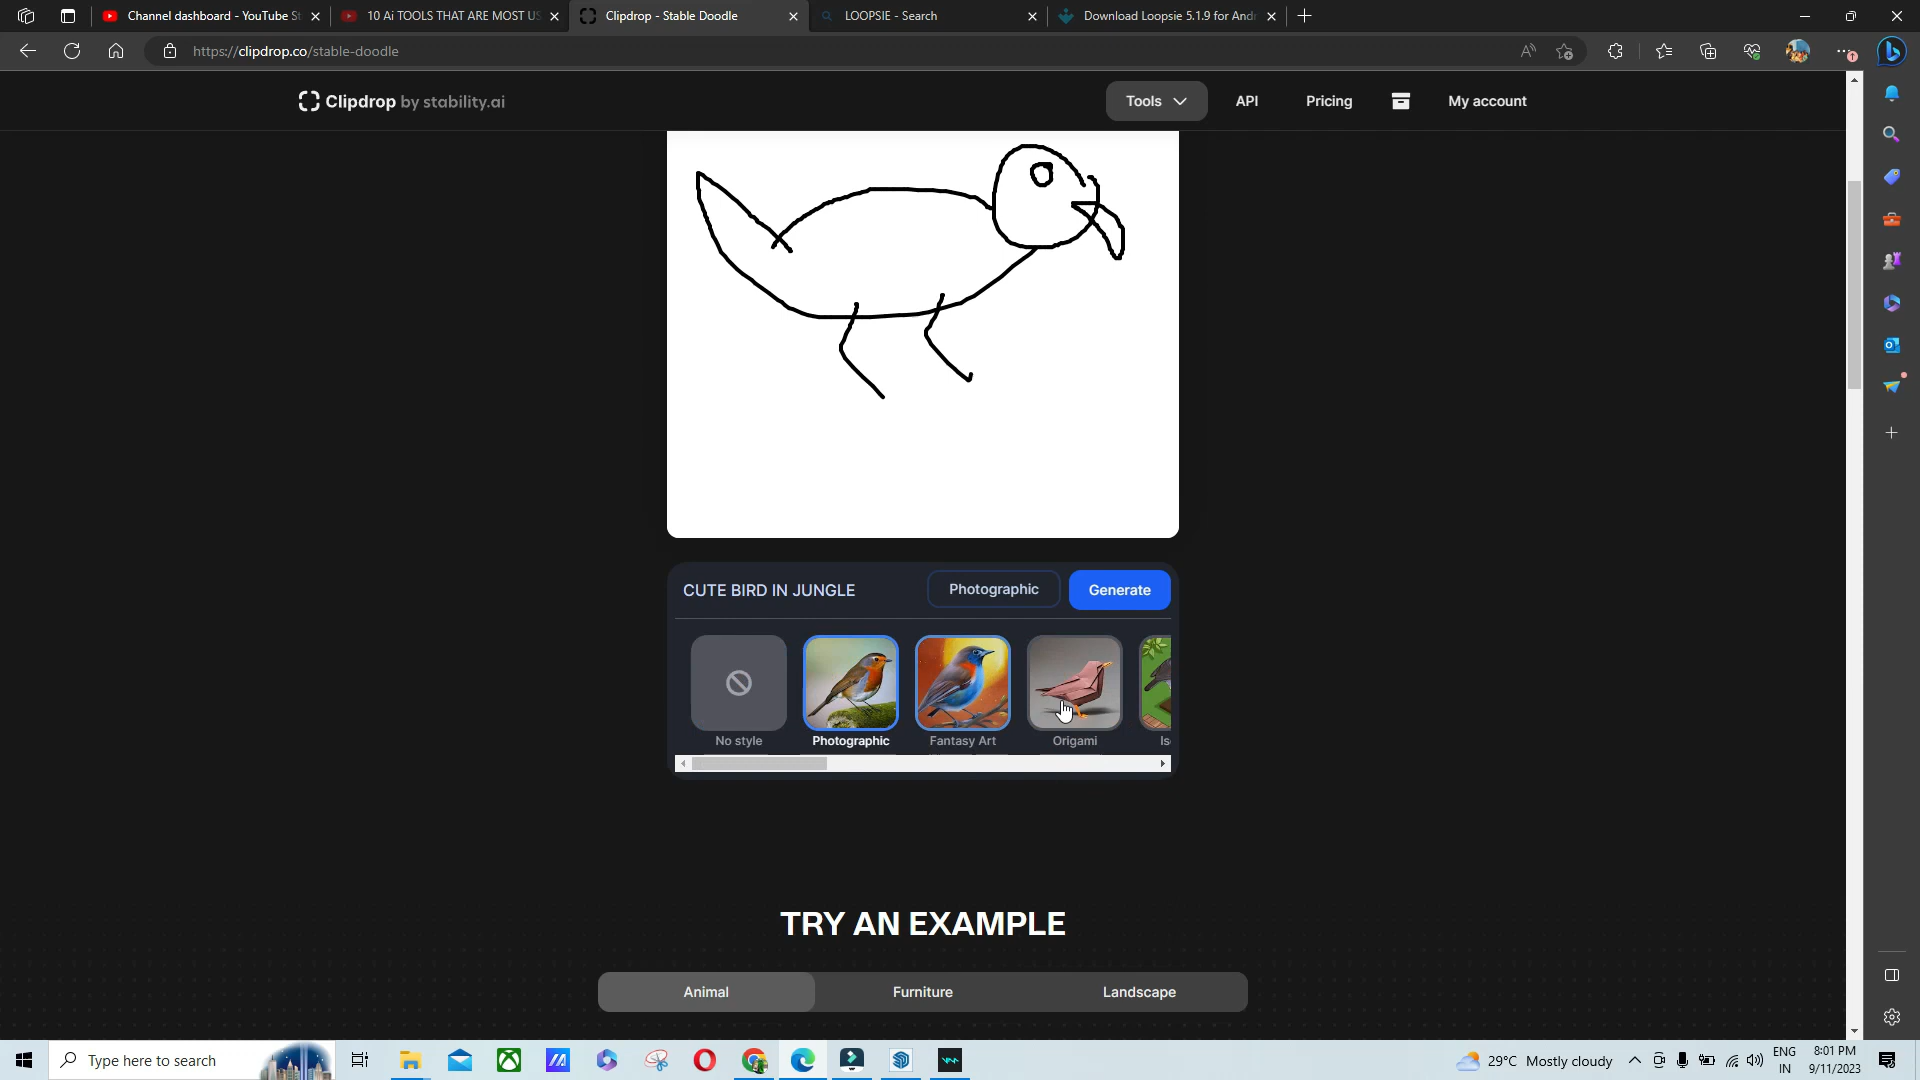 Channel dashboard - YouTube St
10 Ai TOOLS THAT ARE MOST US
Clipdrop - Stable Doodle
LOOPSIE - Search
Download Loopsie 5.1.9 for Andr
https://clipdrop.co/stable-doodle
Clipdrop by stability.ai
Tools
API
Pricing
My account
CUTE BIRD IN JUNGLE
Photographic
Generate
No style
Photographic
Fantasy Art
Origami
Is
TRY AN EXAMPLE
Animal
Furniture
Landscape
Type here to search
29°C Mostly cloudy
ENG
IN
8:01 PM
9/11/2023